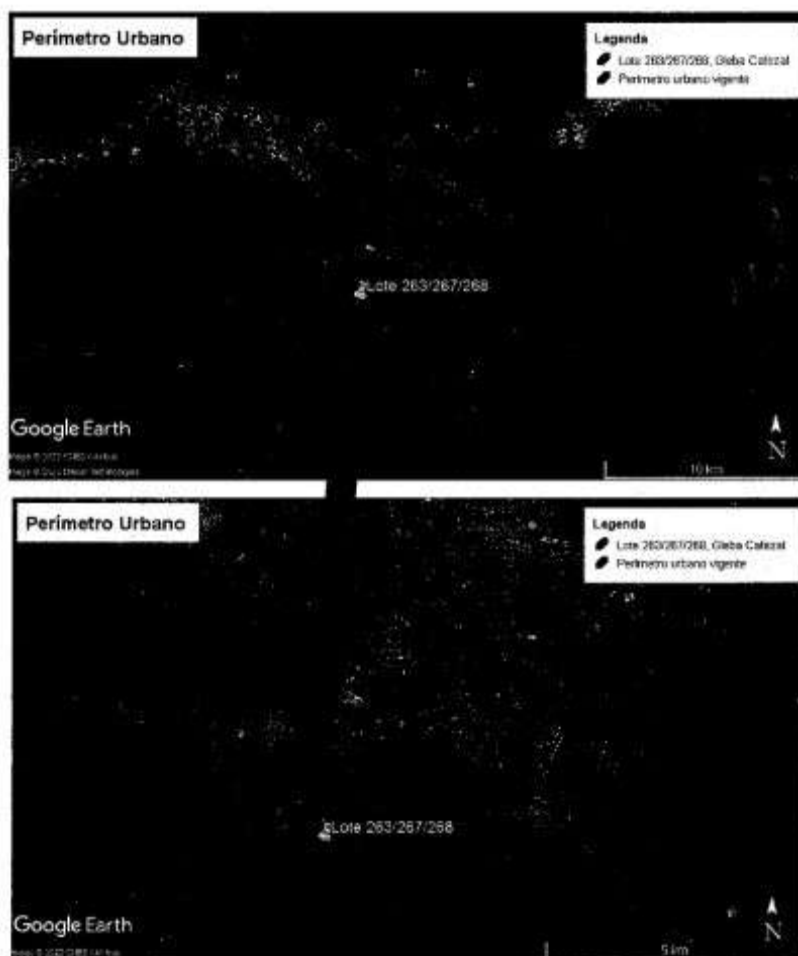 Perímetro Urbano
Legenda
Lote 263/267/268, Gleba Cafezal
Perímetro urbano vigente
Lote 263/267/268
Google Earth
N
10 km
Perímetro Urbano
Legenda
Lote 263/267/268, Gleba Cafezal
Perímetro urbano vigente
Lote 263/267/268
Google Earth
N
5 km